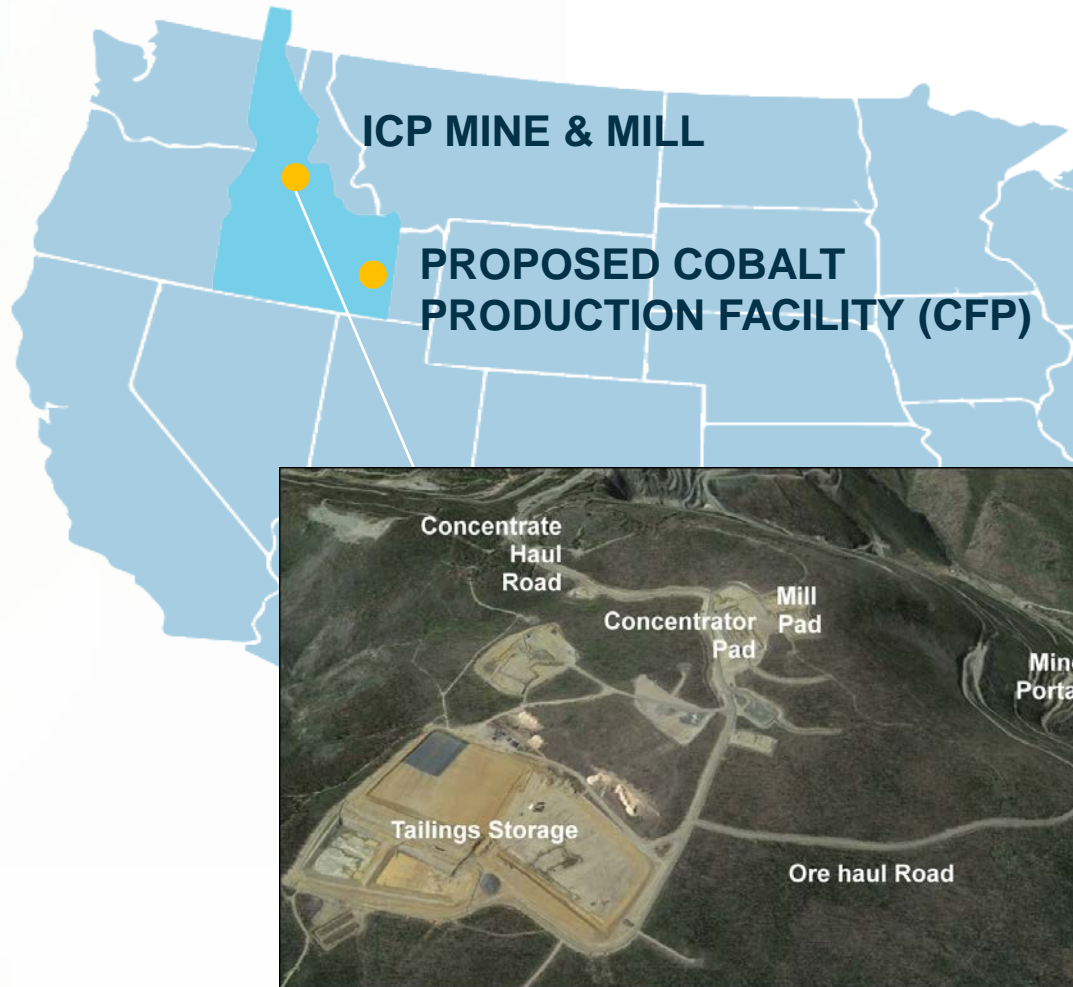 ICP MINE & MILL
PROPOSED COBALT
PRODUCTION FACILITY (CFP)
Concentrate
Haul
Road
Concentrator
Pad
Mill
Pad
Tailings Storage
Ore haul Road